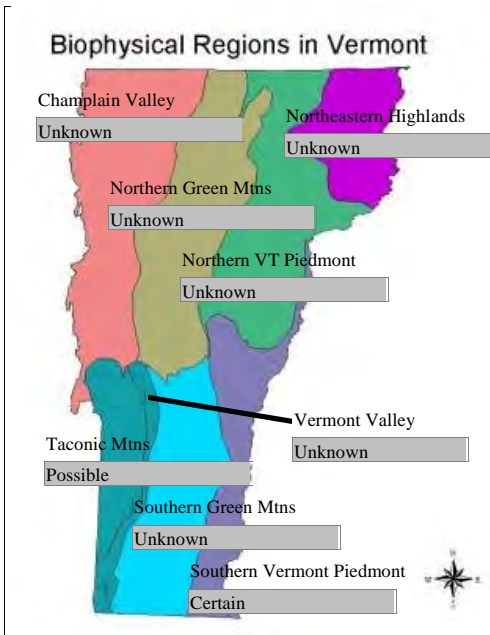 Biophysical Regions in Vermont
Champlain Valley
Unknown
Northeastern Highlands
Unknown
Northern Green Mtns
Unknown
Northern VT Piedmont
Unknown
Vermont Valley
Unknown
Taconic Mtns
Possible
Southern Green Mtns
Unknown
Southern Vermont Piedmont
Certain